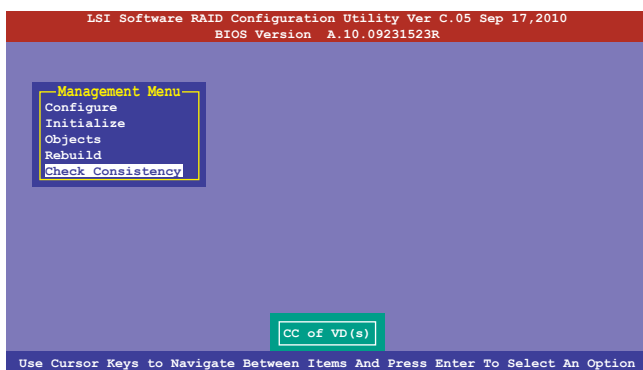 LSI Software RAID Configuration Utility Ver C.05 Sep 17,2010
BIOS Version A.10.09231523R
Management Menu
Configure
Initialize
Objects
Rebuild
Check Consistency
CC of VD(s)
Use Cursor Keys to Navigate Between Items And Press Enter To Select An Option